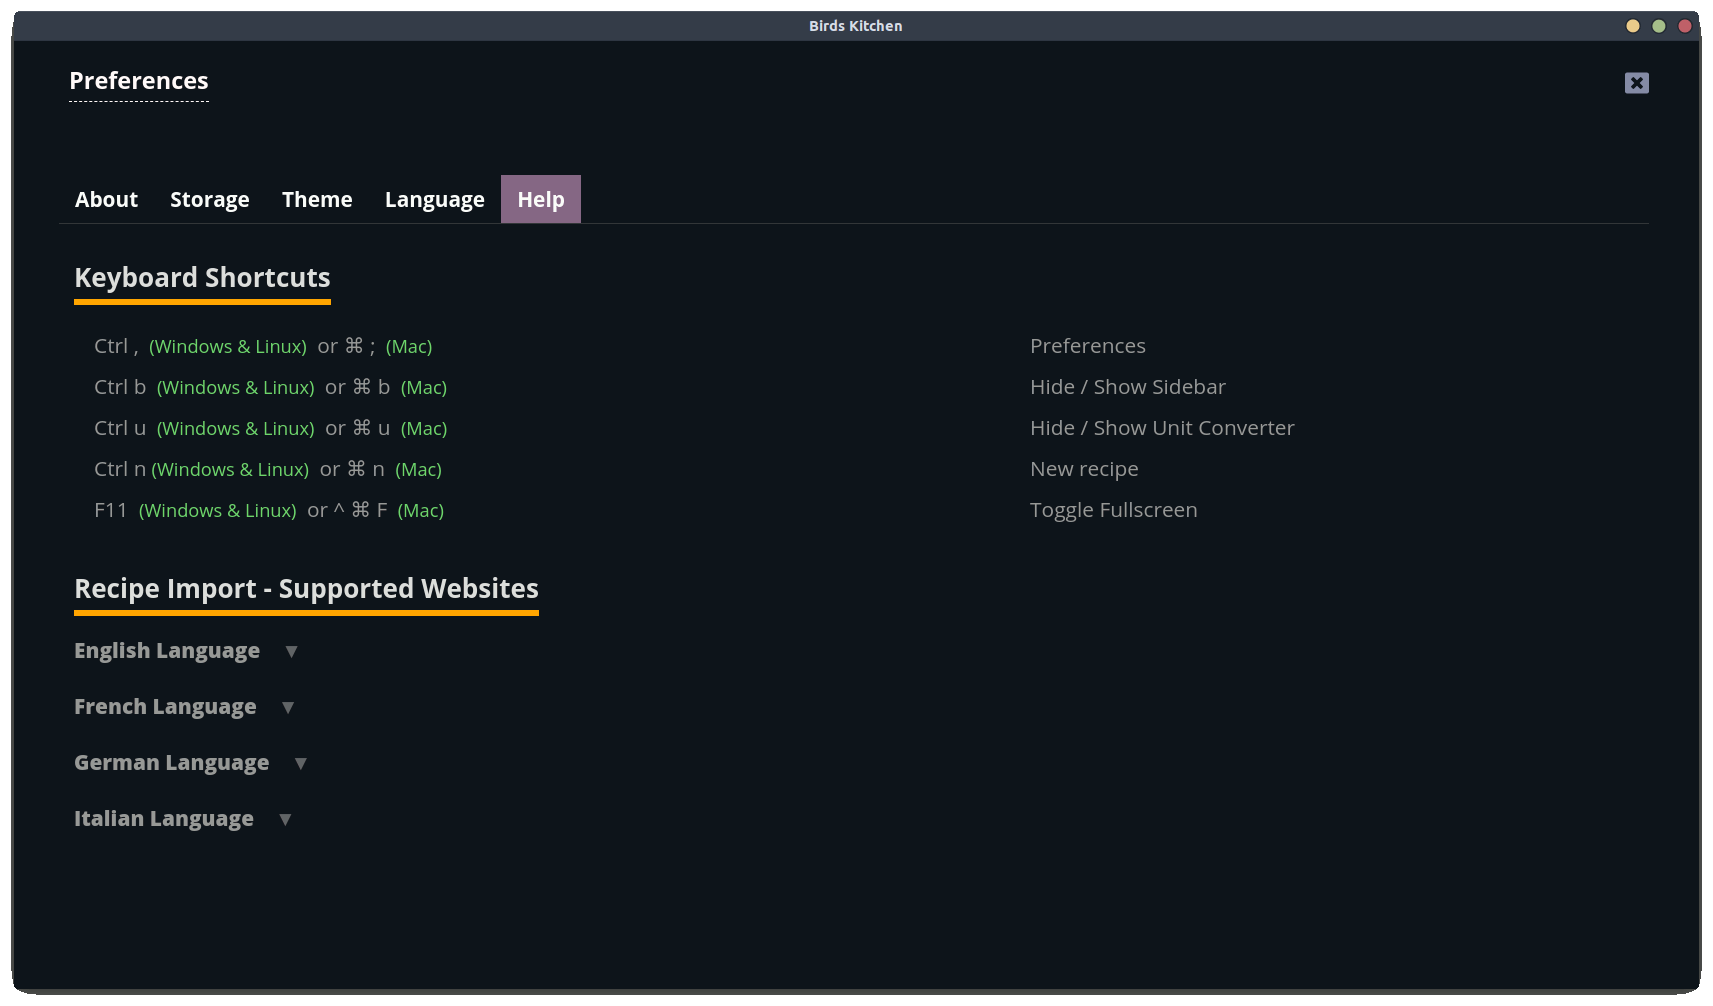 Birds Kitchen
Preferences
About Storage Theme Language Help
Keyboard Shortcuts
Ctrl , (Windows & Linux) or ⌘ ; (Mac) Preferences
Ctrl b (Windows & Linux) or ⌘ b (Mac) Hide / Show Sidebar
Ctrl u (Windows & Linux) or ⌘ u (Mac) Hide / Show Unit Converter
Ctrl n (Windows & Linux) or ⌘ n (Mac) New recipe
F11 (Windows & Linux) or ^ ⌘ F (Mac) Toggle Fullscreen
Recipe Import - Supported Websites
English Language ▼
French Language ▼
German Language ▼
Italian Language ▼